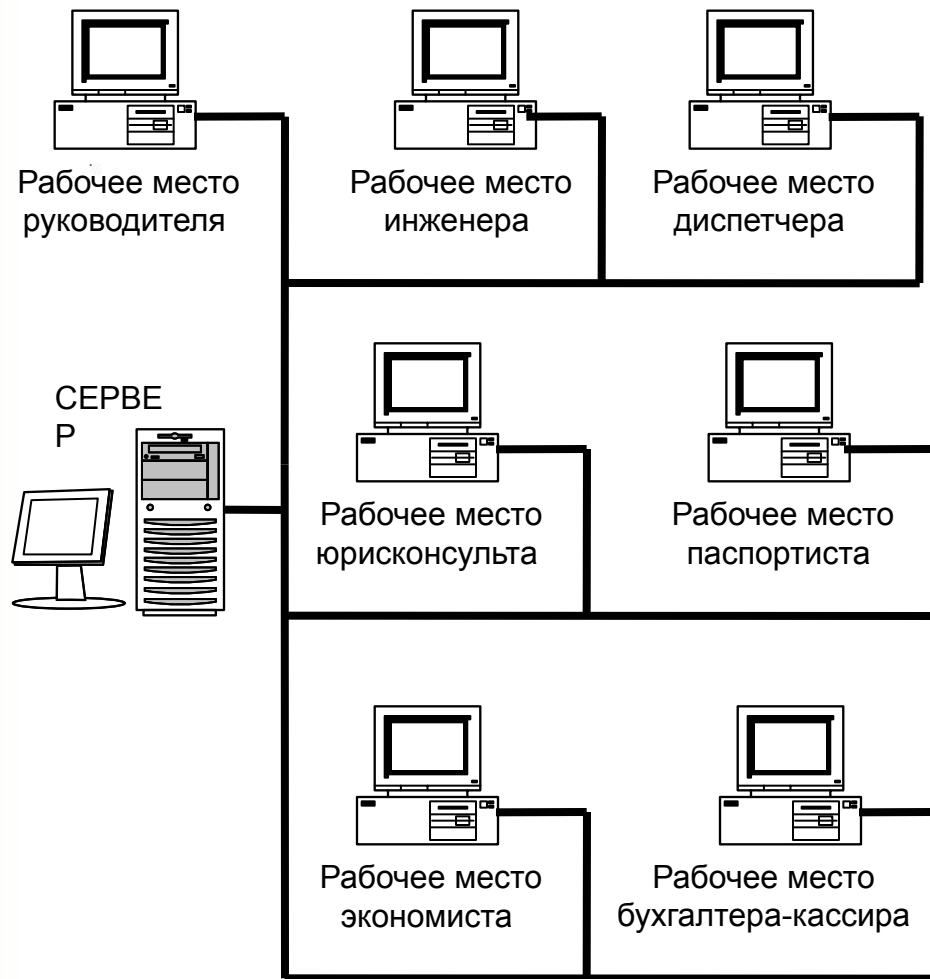 Рабочее место
руководителя
Рабочее место
инженера
Рабочее место
диспетчера
СЕРВЕ
Р
Рабочее место
юрисконсульта
Рабочее место
паспортиста
Рабочее место
экономиста
Рабочее место
бухгалтера-кассира